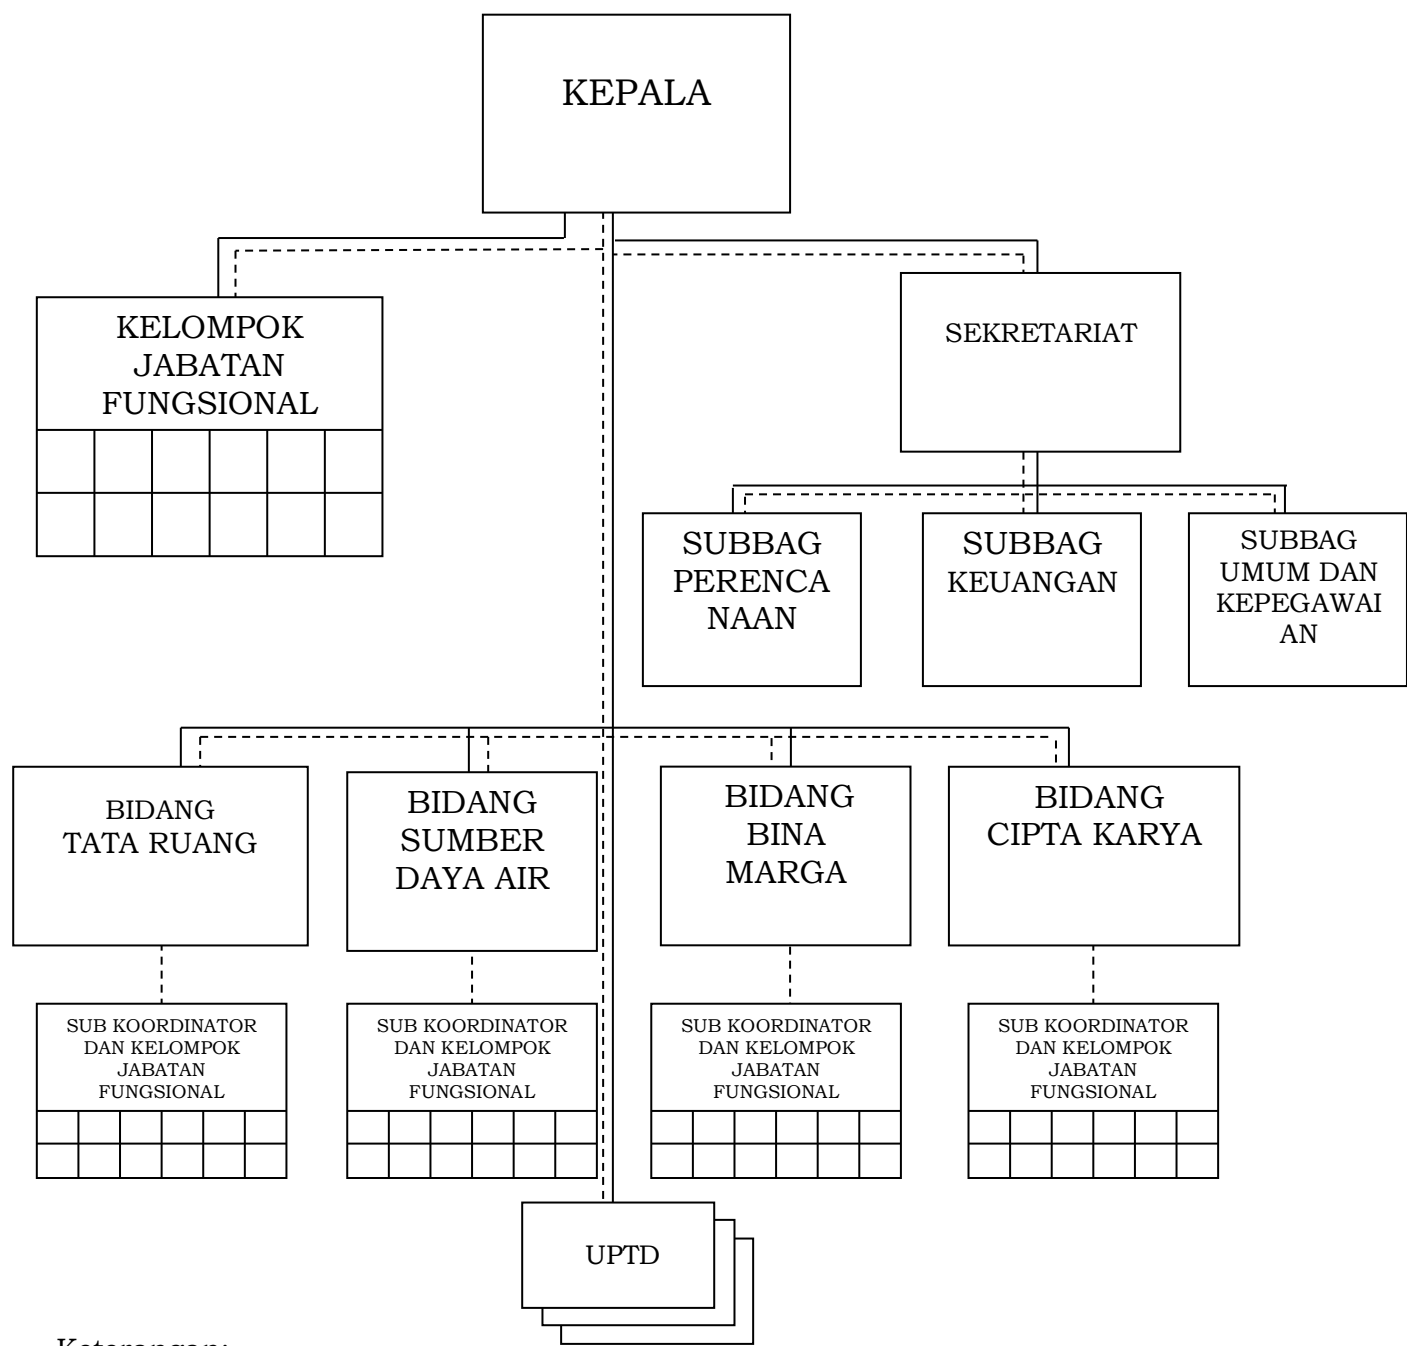 KEPALA
KELOMPOK
JABATAN
FUNGSIONAL
SEKRETARIAT
SUBBAG
PERENCA
NAAN
SUBBAG
KEUANGAN
SUBBAG
UMUM DAN
KEPEGAWAI
AN
BIDANG
TATA RUANG
BIDANG
SUMBER
DAYA AIR
BIDANG
BINA
MARGA
BIDANG
CIPTA KARYA
SUB KOORDINATOR
DAN KELOMPOK
JABATAN
FUNGSIONAL
SUB KOORDINATOR
DAN KELOMPOK
JABATAN
FUNGSIONAL
SUB KOORDINATOR
DAN KELOMPOK
JABATAN
FUNGSIONAL
SUB KOORDINATOR
DAN KELOMPOK
JABATAN
FUNGSIONAL
UPTD
Keterangan: